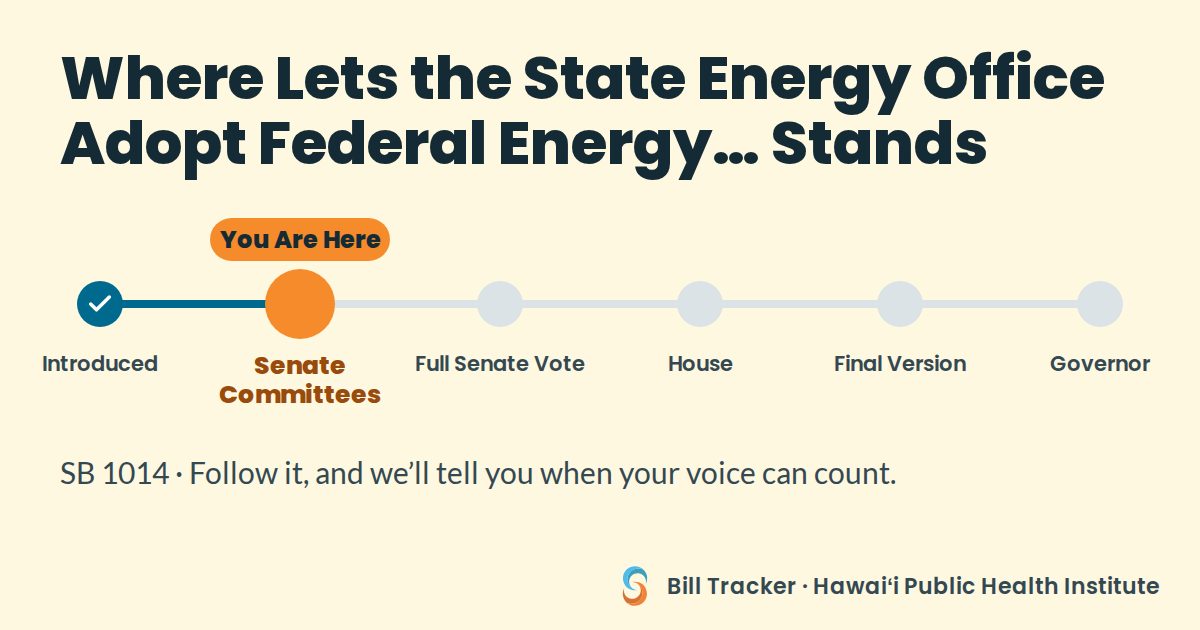 Where Lets the State Energy Office
Adopt Federal Energy... Stands
You Are Here
Introduced
Senate
Committees
Full Senate Vote
House
Final Version
Governor
SB 1014 · Follow it, and we’ll tell you when your voice can count.
Bill Tracker · Hawaiʻi Public Health Institute